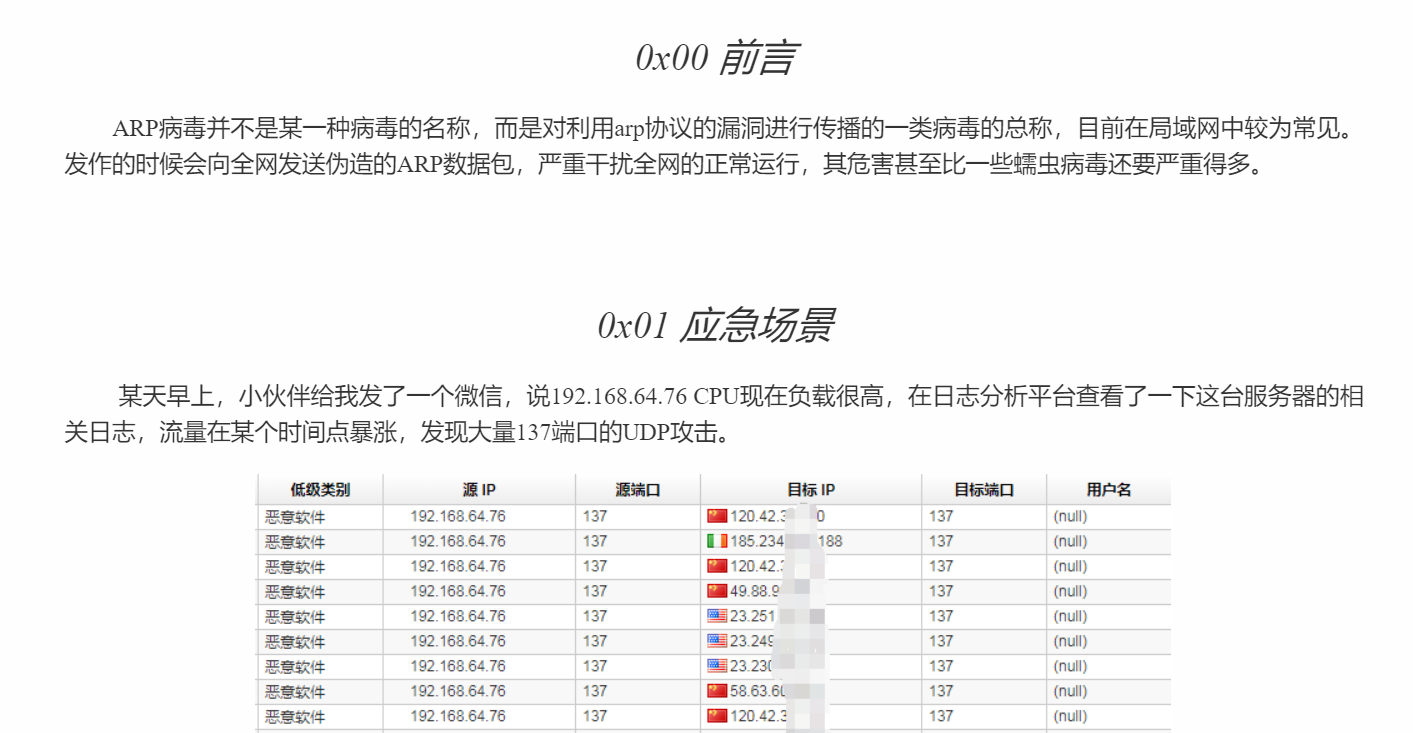 0x00 前言
ARP病毒并不是某一种病毒的名称，而是对利用arp协议的漏洞进行传播的一类病毒的总称，目前在局域网中较为常见。
发作的时候会向全网发送伪造的ARP数据包，严重干扰全网的正常运行，其危害甚至比一些蠕虫病毒还要严重得多。
0x01 应急场景
某天早上，小伙伴给我发了一个微信，说192.168.64.76 CPU现在负载很高，在日志分析平台查看了一下这台服务器的相
关日志，流量在某个时间点暴涨，发现大量137端口的UDP攻击。
低级类别 源 IP 源端口 目标 IP 目标端口 用户名
恶意软件 192.168.64.76 137 120.42. 0 137 (null)
恶意软件 192.168.64.76 137 185.234 188 137 (null)
恶意软件 192.168.64.76 137 120.42. 137 (null)
恶意软件 192.168.64.76 137 49.88. 137 (null)
恶意软件 192.168.64.76 137 23.251 137 (null)
恶意软件 192.168.64.76 137 23.249 137 (null)
恶意软件 192.168.64.76 137 23.230 137 (null)
恶意软件 192.168.64.76 137 58.63. 137 (null)
恶意软件 192.168.64.76 137 120.42. 137 (null)